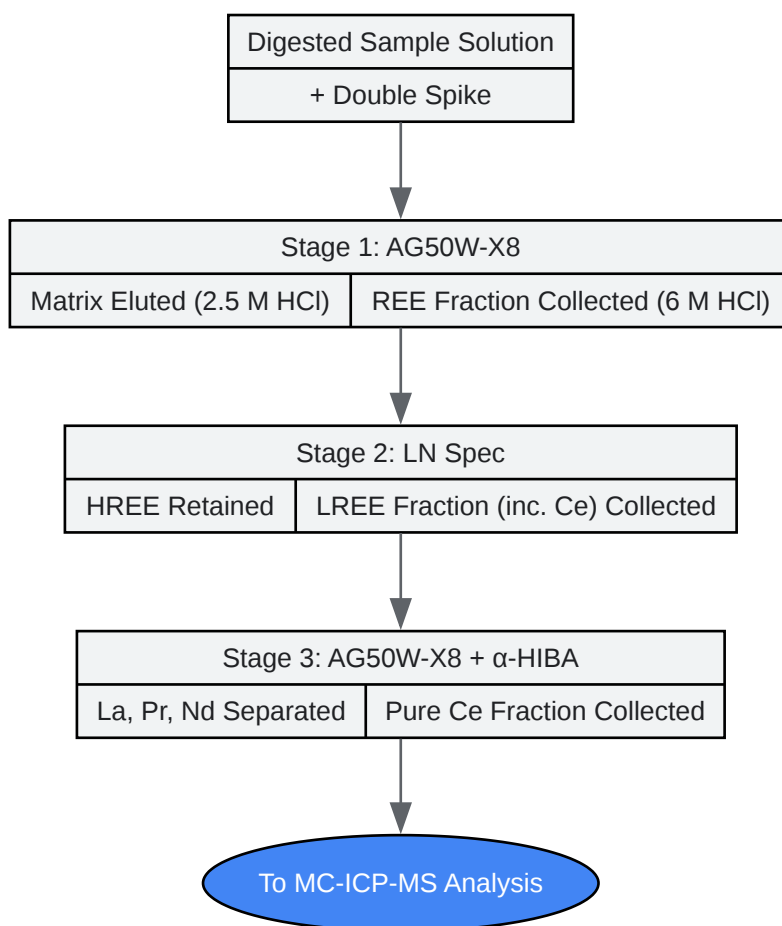 Digested Sample Solution
+ Double Spike
Stage 1: AG50W-X8
Matrix Eluted (2.5 M HCl)
REE Fraction Collected (6 M HCl)
Stage 2: LN Spec
HREE Retained
LREE Fraction (inc. Ce) Collected
Stage 3: AG50W-X8 + α-HIBA
La, Pr, Nd Separated
Pure Ce Fraction Collected
To MC-ICP-MS Analysis